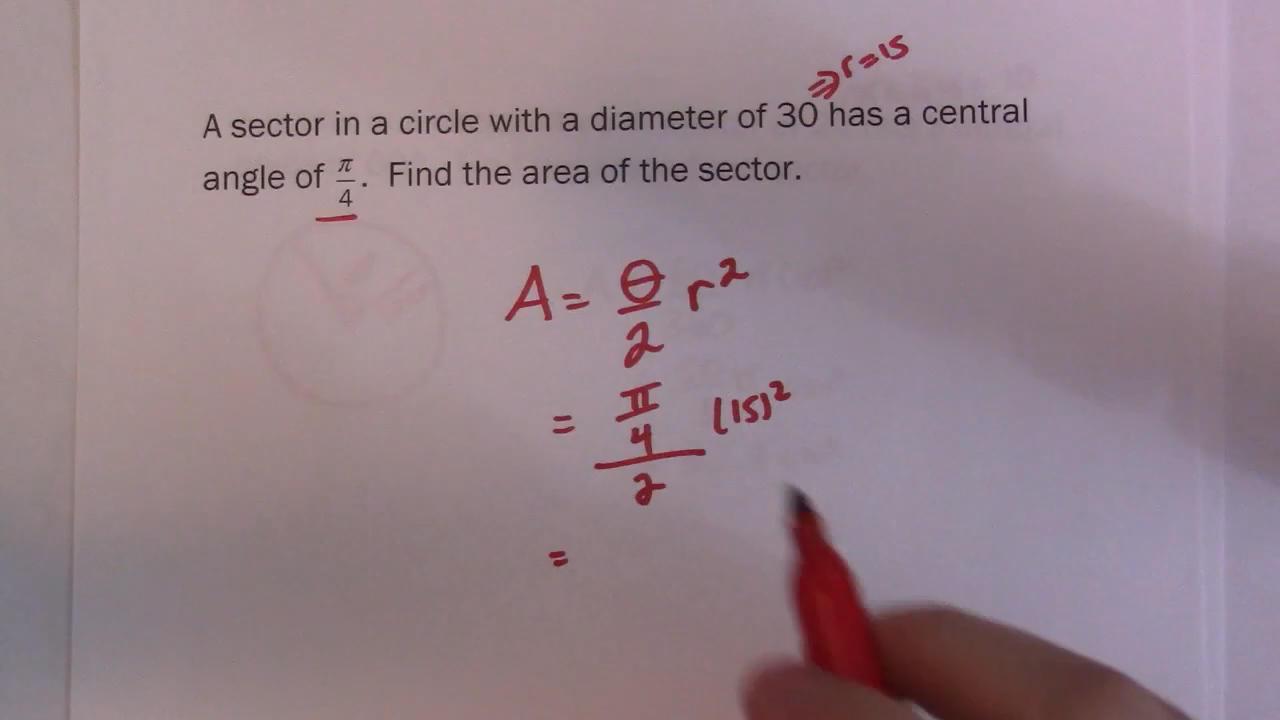 ⇒ r=15
A sector in a circle with a diameter of 30 has a central
angle of π/4. Find the area of the sector.
A = θ/2 r²
= π/4/2 (15)²
=